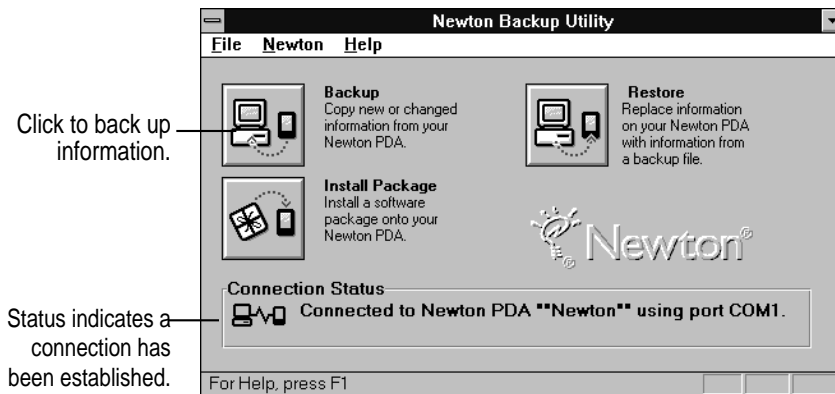 Newton Backup Utility
File Newton Help
Click to back up
information.
Backup
Copy new or changed
information from your
Newton PDA.
Restore
Replace information
on your Newton PDA
with information from
a backup file.
Install Package
Install a software
package onto your
Newton PDA.
Newton®
Status indicates a
connection has
been established.
Connection Status
Connected to Newton PDA ""Newton"" using port COM1.
For Help, press F1